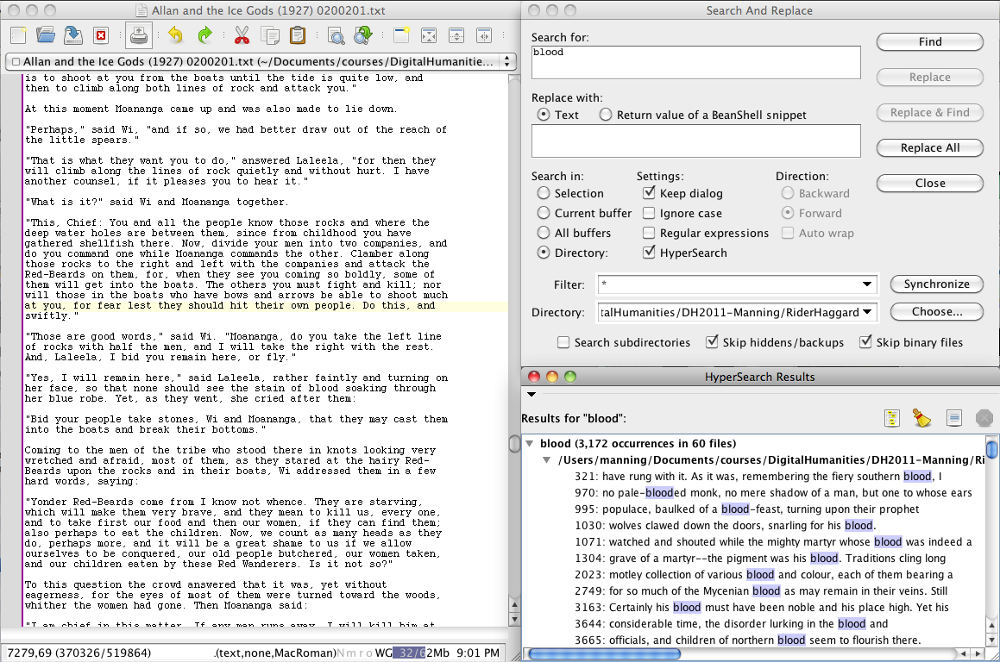 Allan and the Ice Gods (1927) 0200201.txt
Allan and the Ice Gods (1927) 0200201.txt (~/Documents/courses/DigitalHumanitie...
is to shoot at you from the boats until the tide is quite low, and
then to climb along both lines of rock and attack you."
At this moment Moananga came up and was also made to lie down.
"Perhaps," said Wi, "and if so, we had better draw out of the reach of
the little spears."
"That is what they want you to do," answered Laleela, "for then they
will climb along the lines of rock quietly and without hurt. I have
another counsel, if it pleases you to hear it."
"What is it?" said Wi and Moananga together.
"This, Chief: You and all the people know those rocks and where the
deep water holes are between them, since from childhood you have
gathered shellfish there. Now, divide your men into two companies, and
do you command one while Moananga commands the other. Clamber along
those rocks to the right and left with the companies and attack the
Red-Beards on them, for, when they see you coming so boldly, some of
them will get into the boats. The others you must fight and kill; nor
will those in the boats who have bows and arrows be able to shoot much
at you, for fear lest they should hit their own people. Do this, and
swiftly."
"Those are good words," said Wi. "Moananga, do you take the left line
of rocks with half the men, and I will take the right with the rest.
And, Laleela, I bid you remain here, or fly."
"Yes, I will remain here," said Laleela, rather faintly and turning on
her face, so that none should see the stain of blood soaking through
her blue robe. Yet, as they went, she cried after them:
"Bid your people take stones, Wi and Moananga, that they may cast them
into the boats and break their bottoms."
Coming to the men of the tribe who stood there in knots looking very
wretched and afraid, most of them, as they stared at the hairy Red-
Beards upon the rocks and in their boats, Wi addressed them in a few
hard words, saying:
"Yonder Red-Beards come from I know not whence. They are starving,
which will make them very brave, and they mean to kill us, every one,
and to take first our food and then our women, if they can find them;
also perhaps to eat the children. Now, we count as many heads as they
do, perhaps more, and it will be a great shame to us if we allow
ourselves to be conquered, our old people butchered, our women taken,
and our children eaten by these Red Wanderers. Is it not so?"
To this question the crowd answered that it was, yet without
eagerness, for the eyes of most of them were turned toward the woods,
whither the women had gone. Then Moananga said:
"I am chief in this matter. If any man runs away, I will kill him at
7279,69 (370326/519864)
.(text,none,MacRoman)Nmro WG 32/62Mb 9:01 PM
Search And Replace
Search for:
blood
Find
Replace
Replace with:
Text
Return value of a BeanShell snippet
Replace & Find
Replace All
Close
Search in:
Settings:
Direction:
Selection
Keep dialog
Backward
Current buffer
Ignore case
Forward
All buffers
Regular expressions
Auto wrap
Directory:
HyperSearch
Filter:
*
Synchronize
Directory:
talHumanities/DH2011-Manning/RiderHaggard
Choose...
Search subdirectories
Skip hiddens/backups
Skip binary files
HyperSearch Results
Results for "blood":
blood (3,172 occurrences in 60 files)
/Users/manning/Documents/courses/DigitalHumanities/DH2011-Manning/Ri
321: have rung with it. As it was, remembering the fiery southern blood, I
970: no pale-blooded monk, no mere shadow of a man, but one to whose ears
995: populace, baulked of a blood-feast, turning upon their prophet
1030: wolves clawed down the doors, snarling for his blood.
1071: watched and shouted while the mighty martyr whose blood was indeed a
1304: grave of a martyr--the pigment was his blood. Traditions cling long
2023: motley collection of various blood and colour, each of them bearing a
2749: for so much of the Mycenian blood as may remain in their veins. Still
3163: Certainly his blood must have been noble and his place high. Yet his
3644: considerable time, the disorder lurking in the blood and
3665: officials, and children of northern blood seem to flourish there.